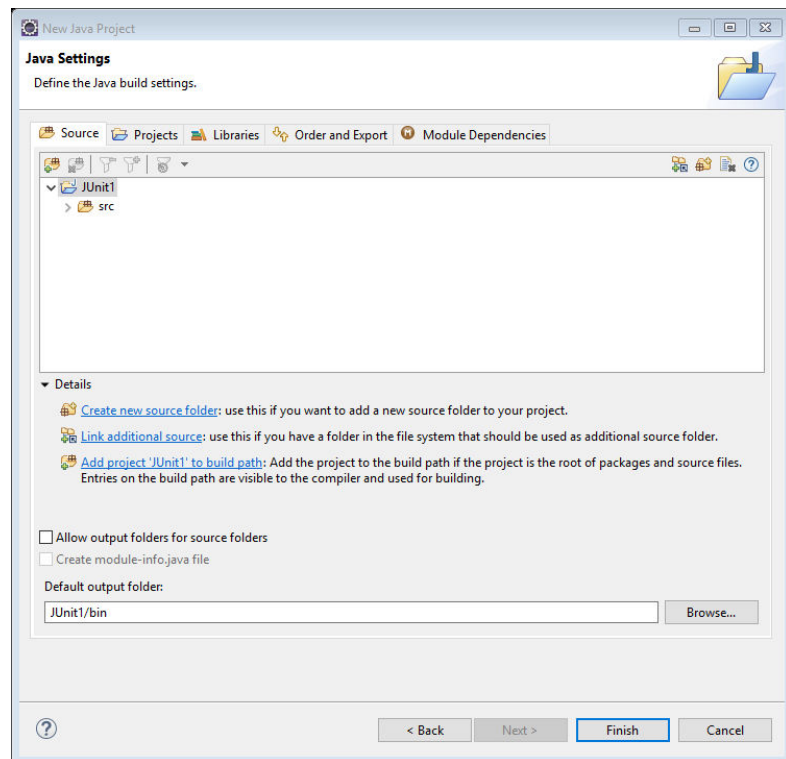 New Java Project
Java Settings
Define the Java build settings.
Source Projects Libraries Order and Export Module Dependencies
JUnit1
src
Details
Create new source folder: use this if you want to add a new source folder to your project.
Link additional source: use this if you have a folder in the file system that should be used as additional source folder.
Add project 'JUnit1' to build path: Add the project to the build path if the project is the root of packages and source files.
Entries on the build path are visible to the compiler and used for building.
Allow output folders for source folders
Create module-info.java file
Default output folder:
JUnit1/bin Browse...
< Back Next > Finish Cancel